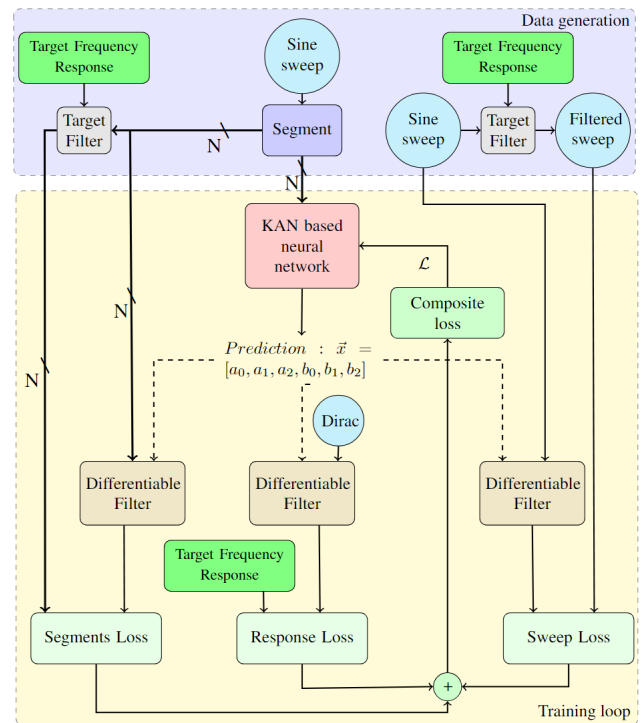 Data generation
Target Frequency
Response
Sine
sweep
Target Frequency
Response
Target
Filter
N
Segment
Sine
sweep
Target
Filter
Filtered
sweep
N
KAN based
neural
network
ℒ
Composite
loss
N
Prediction : x⃗ =
[a₀, a₁, a₂, b₀, b₁, b₂]
N
Dirac
Differentiable
Filter
Differentiable
Filter
Differentiable
Filter
Target Frequency
Response
Segments Loss
Response Loss
Sweep Loss
+
Training loop